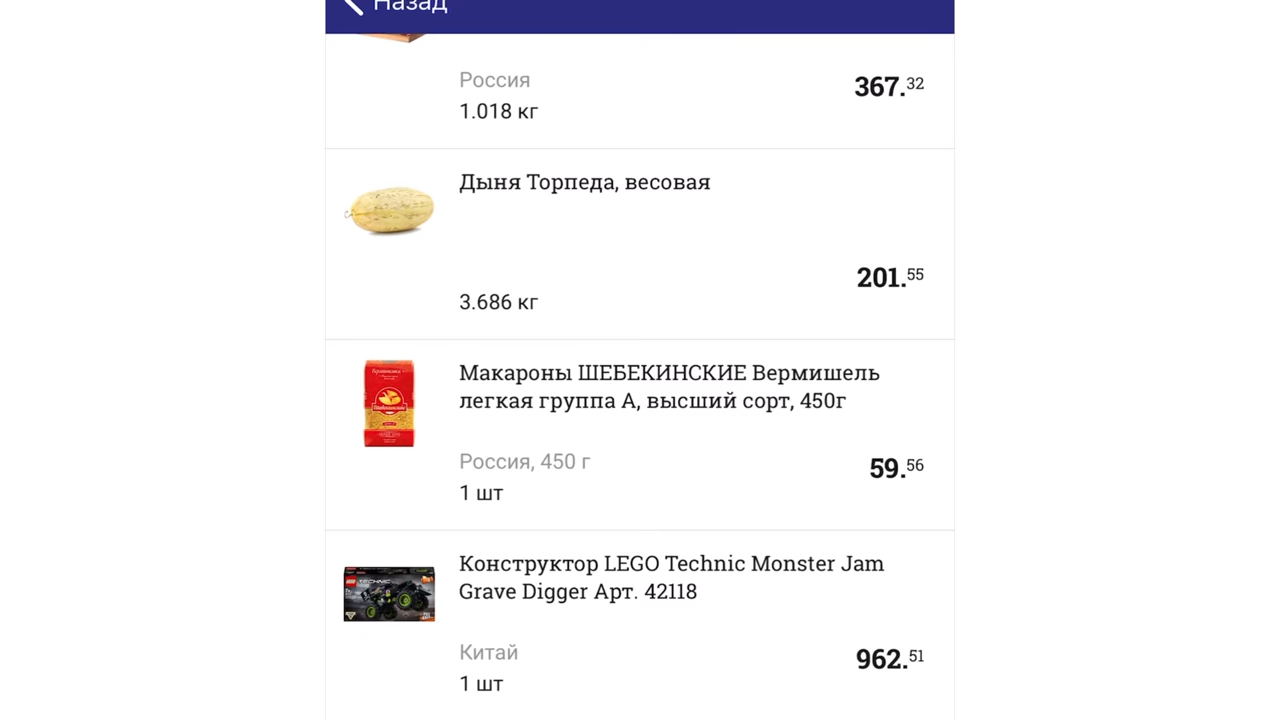 Назад
Россия
367.32
1.018 кг
Дыня Торпеда, весовая
201.55
3.686 кг
Макароны ШЕБЕКИНСКИЕ Вермишель
легкая группа А, высший сорт, 450г
Россия, 450 г
59.56
1 шт
Конструктор LEGO Technic Monster Jam
Grave Digger Арт. 42118
Китай
962.51
1 шт